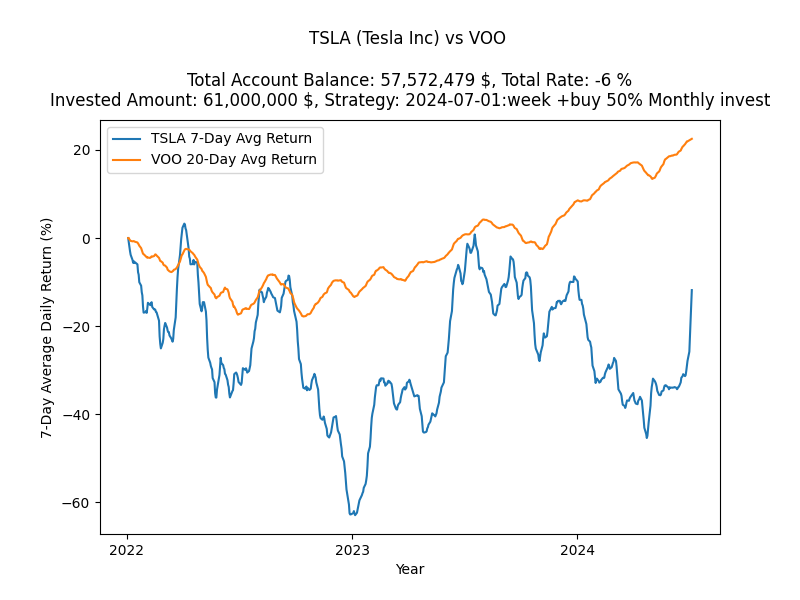 TSLA (Tesla Inc) vs VOO
Total Account Balance: 57,572,479 $, Total Rate: -6 %
Invested Amount: 61,000,000 $, Strategy: 2024-07-01:week +buy 50% Monthly invest
TSLA 7-Day Avg Return
VOO 20-Day Avg Return
7-Day Average Daily Return (%)
20
0
−20
−40
−60
2022
2023
2024
Year